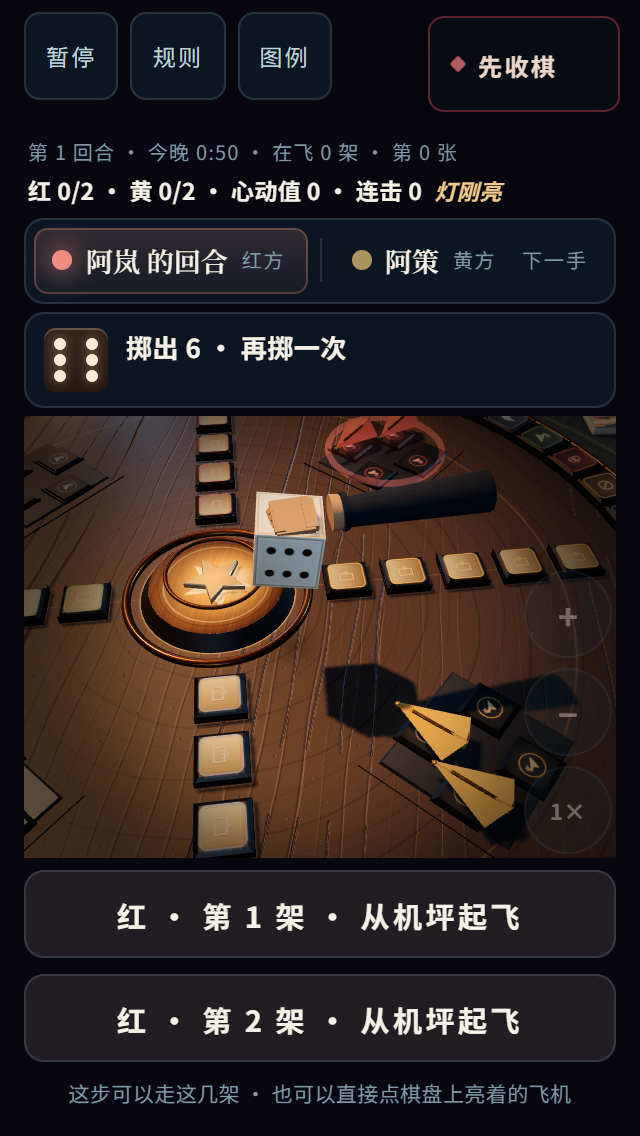 暂停 规则 图例 先收棋
第 1 回合 • 今晚 0:50 • 在飞 0 架 • 第 0 张
红 0/2 • 黄 0/2 • 心动值 0 • 连击 0 灯刚亮
阿岚 的回合 红方 阿策 黄方 下一手
掷出 6 • 再掷一次
+
−
1×
红 • 第 1 架 • 从机坪起飞
红 • 第 2 架 • 从机坪起飞
这步可以走这几架 • 也可以直接点棋盘上亮着的飞机